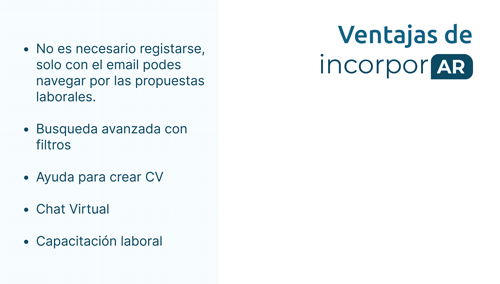 Ventajas de
incorporAR
• No es necesario registarse,
solo con el email podes
navegar por las propuestas
laborales.
• Busqueda avanzada con
filtros
• Ayuda para crear CV
• Chat Virtual
• Capacitación laboral